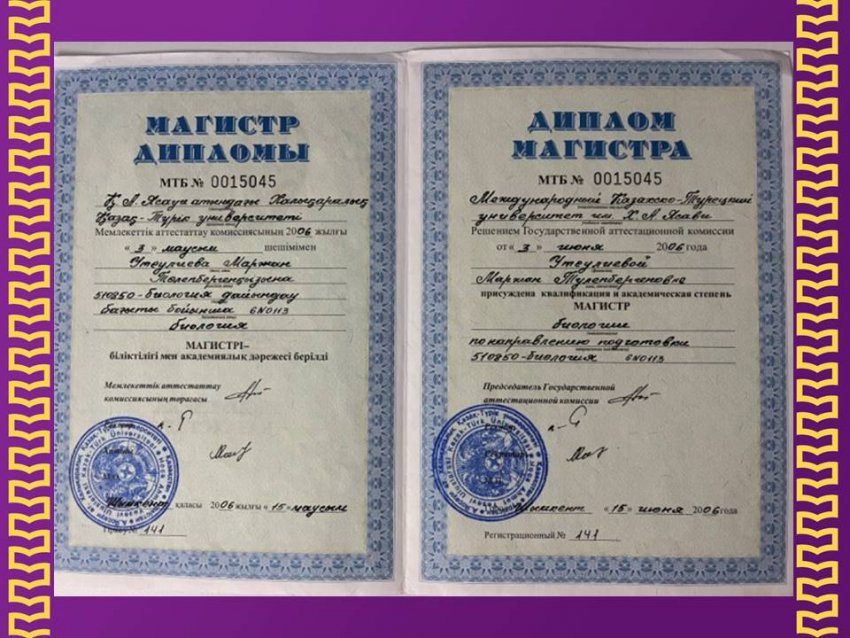 МАГИСТР
ДИПЛОМЫ
МТБ № 0015045
Қ А Ясауи атындағы Халықаралық
Қазақ-Түрік университеті
Мемлекеттік аттестаттау комиссиясының 2006 жылғы
« 3 » маусым шешімімен
Утеулиева Маржан
Төлепбергенқызына
510850-биология дайындау
бағыты бойынша 6N0113
биология
МАГИСТРІ–
біліктілігі мен академиялық дәрежесі берілді
Мемлекеттік аттестаттау
комиссиясының төрағасы
Шымкент қаласы 2006 жылғы « 15 » маусым
№ 141
ДИПЛОМ
МАГИСТРА
МТБ № 0015045
Международный Казахско-Турецкий
университет им. Х А Ясави
Решением Государственной аттестационной комиссии
от « 3 » июня 2006 года
Утеулиевой
Маржан Тулепбергеновне
присуждена квалификация и академическая степень
МАГИСТР
биологии
по направлению подготовки
510850-биология 6N0113
Председатель Государственной
аттестационной комиссии
Шымкент « 15 » июня 2006 года
Регистрационный № 141